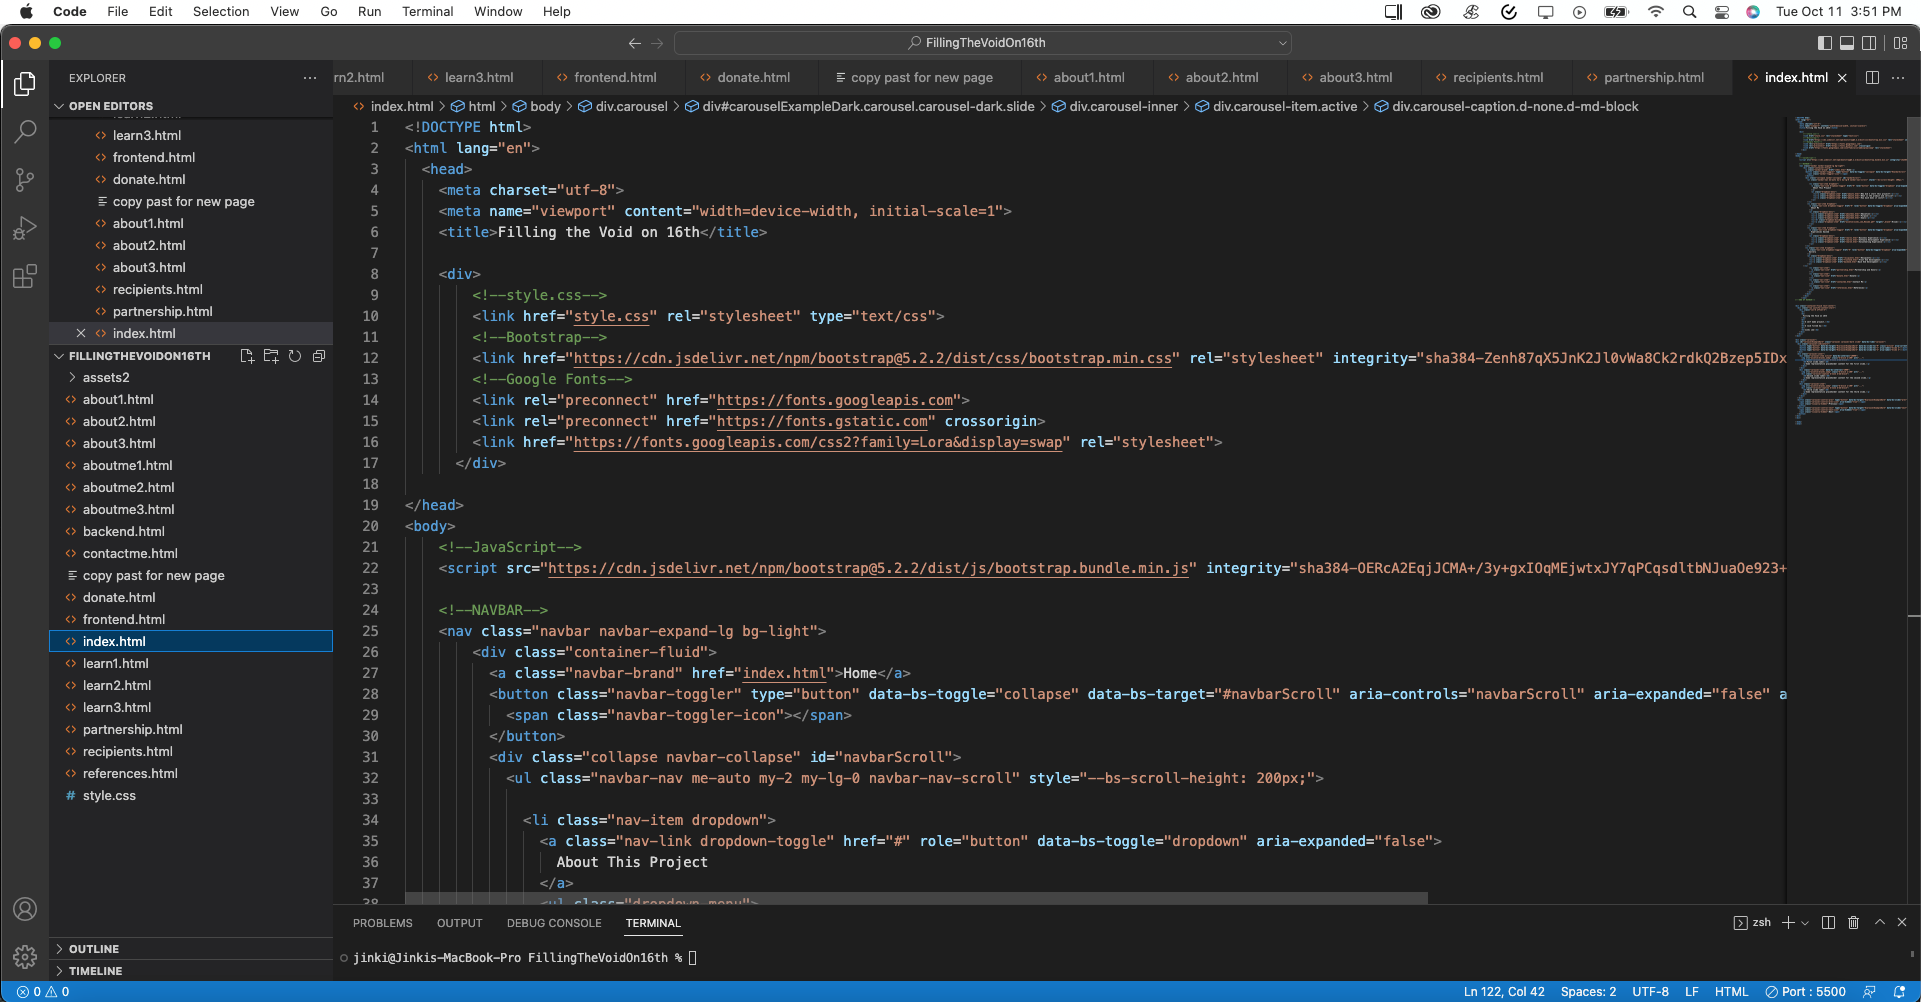 Code File Edit Selection View Go Run Terminal Window Help Tue Oct 11 3:51 PM
FillingTheVoidOn16th
EXPLORER
rn2.html learn3.html frontend.html donate.html copy past for new page about1.html about2.html about3.html recipients.html partnership.html index.html
index.html > html > body > div.carousel > div#carouselExampleDark.carousel.carousel-dark.slide > div.carousel-inner > div.carousel-item.active > div.carousel-caption.d-none.d-md-block
OPEN EDITORS
learn3.html
frontend.html
donate.html
copy past for new page
about1.html
about2.html
about3.html
recipients.html
partnership.html
index.html
FILLINGTHEVOIDON16TH
assets2
about1.html
about2.html
about3.html
aboutme1.html
aboutme2.html
aboutme3.html
backend.html
contactme.html
copy past for new page
donate.html
frontend.html
index.html
learn1.html
learn2.html
learn3.html
partnership.html
recipients.html
references.html
# style.css
OUTLINE
TIMELINE
1 <!DOCTYPE html>
2 <html lang="en">
3 <head>
4 <meta charset="utf-8">
5 <meta name="viewport" content="width=device-width, initial-scale=1">
6 <title>Filling the Void on 16th</title>
7
8 <div>
9 <!--style.css-->
10 <link href="style.css" rel="stylesheet" type="text/css">
11 <!--Bootstrap-->
12 <link href="https://cdn.jsdelivr.net/npm/bootstrap@5.2.2/dist/css/bootstrap.min.css" rel="stylesheet" integrity="sha384-Zenh87qX5JnK2Jl0vWa8Ck2rdkQ2Bzep5IDx
13 <!--Google Fonts-->
14 <link rel="preconnect" href="https://fonts.googleapis.com">
15 <link rel="preconnect" href="https://fonts.gstatic.com" crossorigin>
16 <link href="https://fonts.googleapis.com/css2?family=Lora&display=swap" rel="stylesheet">
17 </div>
18
19 </head>
20 <body>
21 <!--JavaScript-->
22 <script src="https://cdn.jsdelivr.net/npm/bootstrap@5.2.2/dist/js/bootstrap.bundle.min.js" integrity="sha384-OERcA2EqjJCMA+/3y+gxIOqMEjwtxJY7qPCqsdltbNJuaOe923+
23
24 <!--NAVBAR-->
25 <nav class="navbar navbar-expand-lg bg-light">
26 <div class="container-fluid">
27 <a class="navbar-brand" href="index.html">Home</a>
28 <button class="navbar-toggler" type="button" data-bs-toggle="collapse" data-bs-target="#navbarScroll" aria-controls="navbarScroll" aria-expanded="false" a
29 <span class="navbar-toggler-icon"></span>
30 </button>
31 <div class="collapse navbar-collapse" id="navbarScroll">
32 <ul class="navbar-nav me-auto my-2 my-lg-0 navbar-nav-scroll" style="--bs-scroll-height: 200px;">
33
34 <li class="nav-item dropdown">
35 <a class="nav-link dropdown-toggle" href="#" role="button" data-bs-toggle="dropdown" aria-expanded="false">
36 About This Project
37 </a>
38 <ul class="dropdown-menu">
PROBLEMS OUTPUT DEBUG CONSOLE TERMINAL zsh
jinki@Jinkis-MacBook-Pro FillingTheVoidOn16th %
0 0 Ln 122, Col 42 Spaces: 2 UTF-8 LF HTML Port : 5500